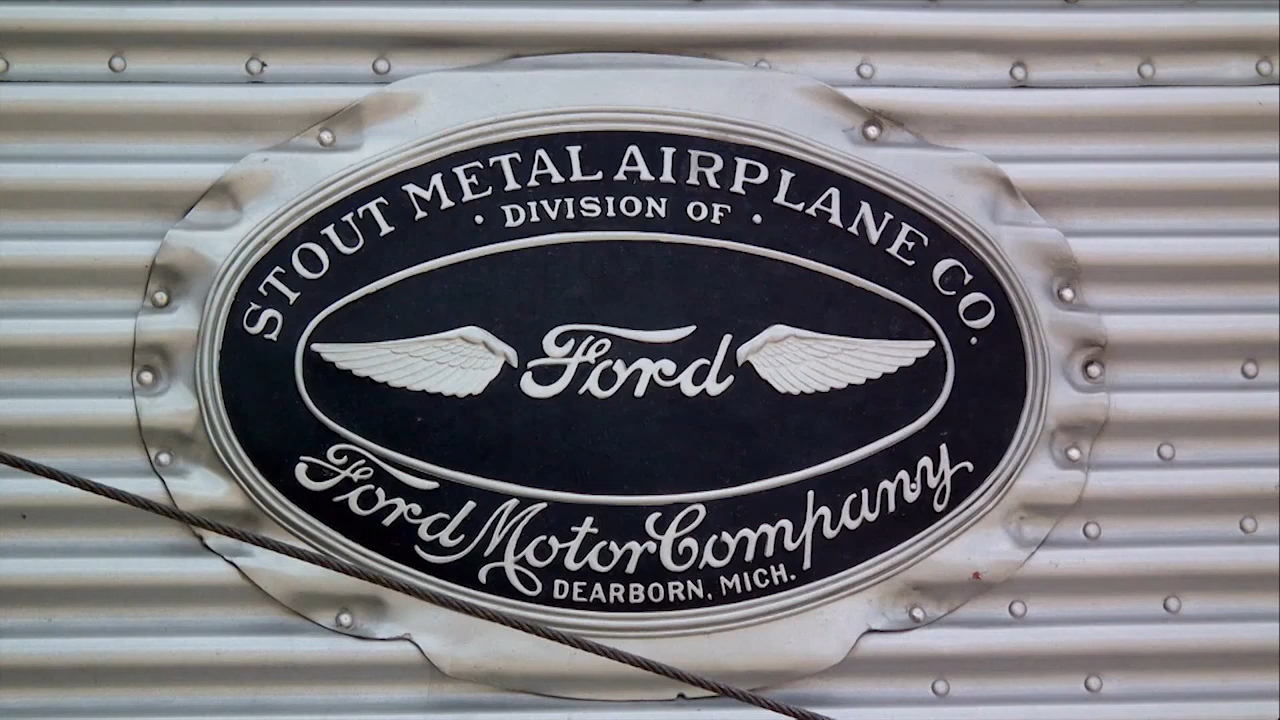 STOUT METAL AIRPLANE CO.
· DIVISION OF ·
Ford
Ford Motor Company
DEARBORN, MICH.